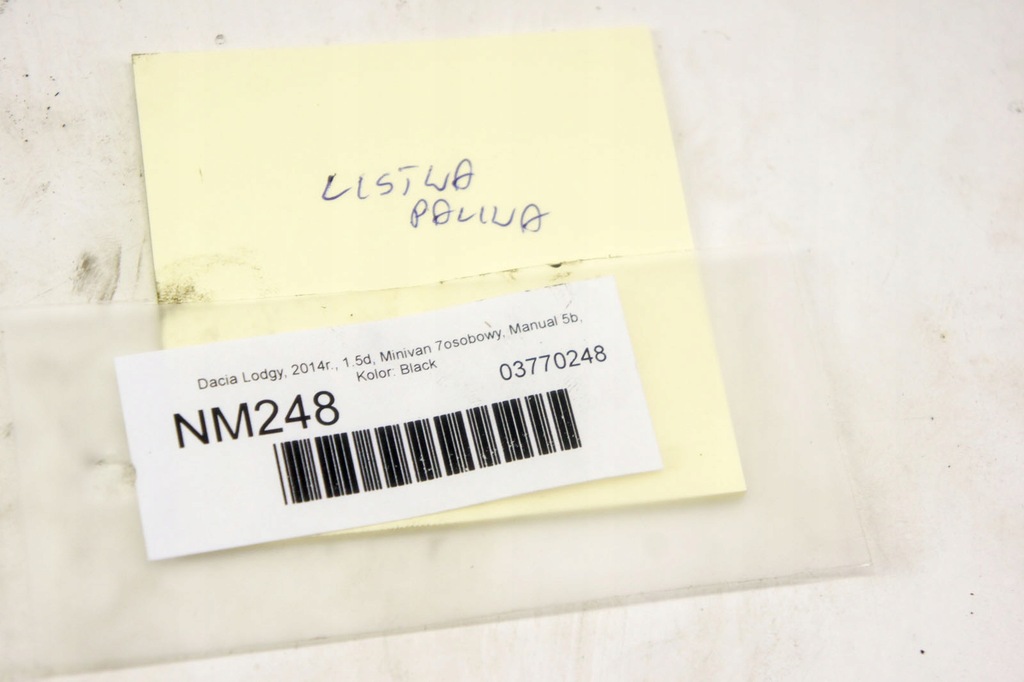 LISTWA
PALIWA
Dacia Lodgy, 2014r., 1.5d, Minivan 7osobowy, Manual 5b,
Kolor: Black
03770248
NM248